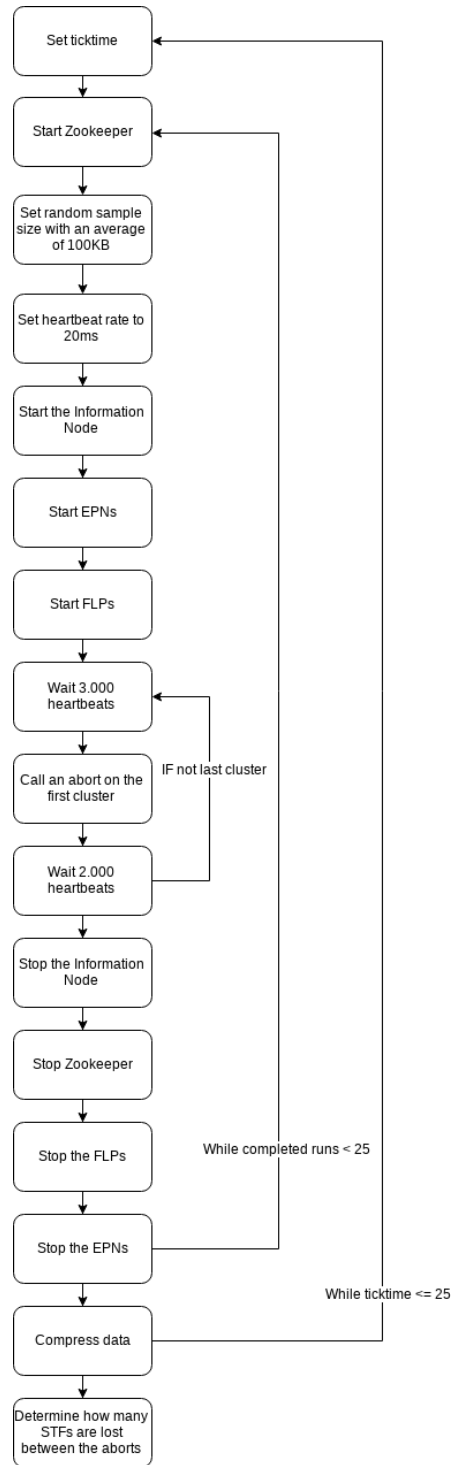 Set ticktime
Start Zookeeper
Set random sample
size with an average
of 100KB
Set heartbeat rate to
20ms
Start the Information
Node
Start EPNs
Start FLPs
Wait 3.000
heartbeats
IF not last cluster
Call an abort on the
first cluster
Wait 2.000
heartbeats
Stop the Information
Node
Stop Zookeeper
Stop the FLPs
While completed runs < 25
Stop the EPNs
While ticktime <= 25
Compress data
Determine how many
STFs are lost
between the aborts